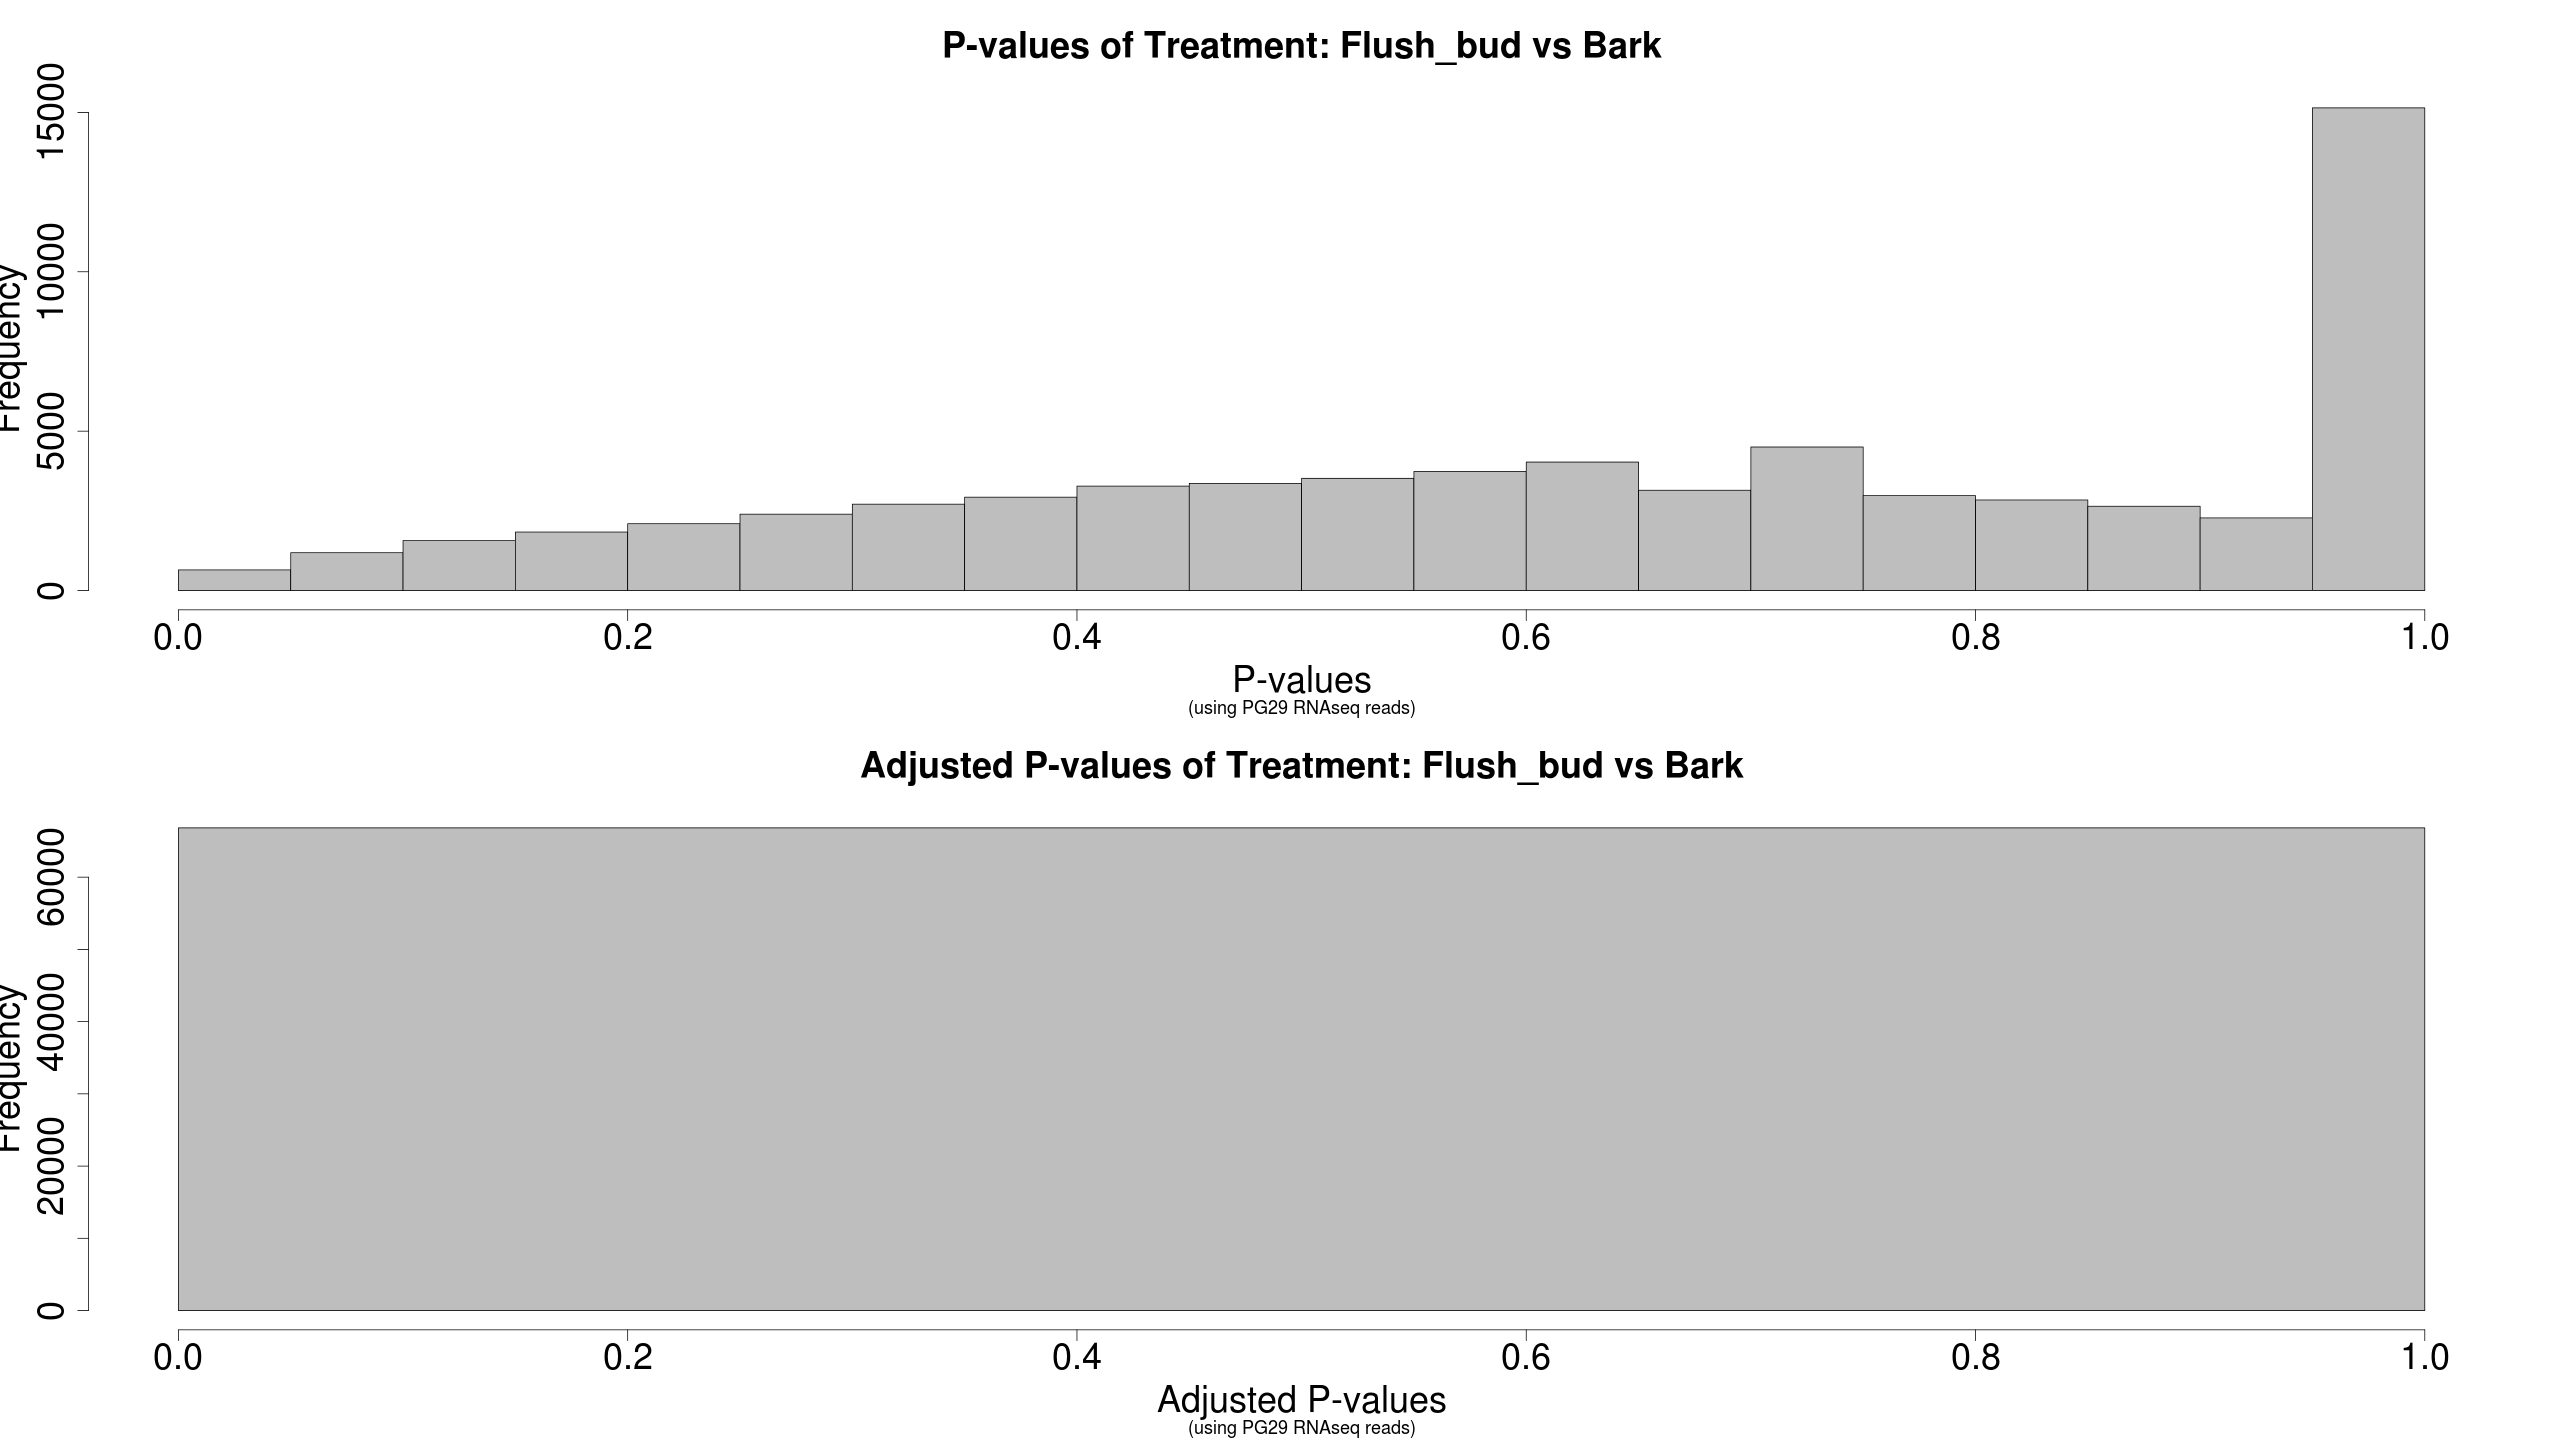 P-values of Treatment: Flush_bud vs Bark
Frequency
15000
10000
5000
0
0.0 0.2 0.4 0.6 0.8 1.0
P-values
(using PG29 RNAseq reads)
Adjusted P-values of Treatment: Flush_bud vs Bark
Frequency
60000
40000
20000
0
0.0 0.2 0.4 0.6 0.8 1.0
Adjusted P-values
(using PG29 RNAseq reads)